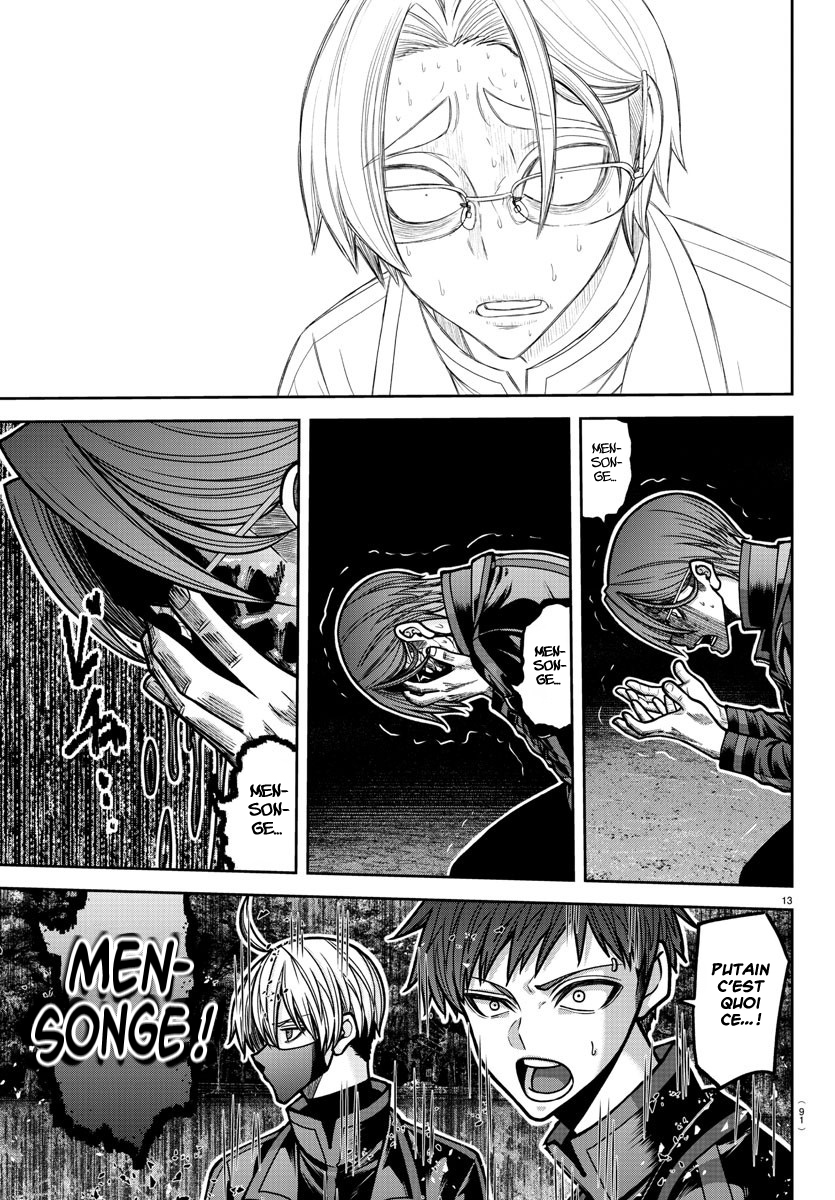 MEN-
SON-
GE...
MEN-
SON-
GE...
MEN-
SON-
GE...
13
PUTAIN
C'EST
QUOI
CE...!
MEN-
SONGE!
(91)